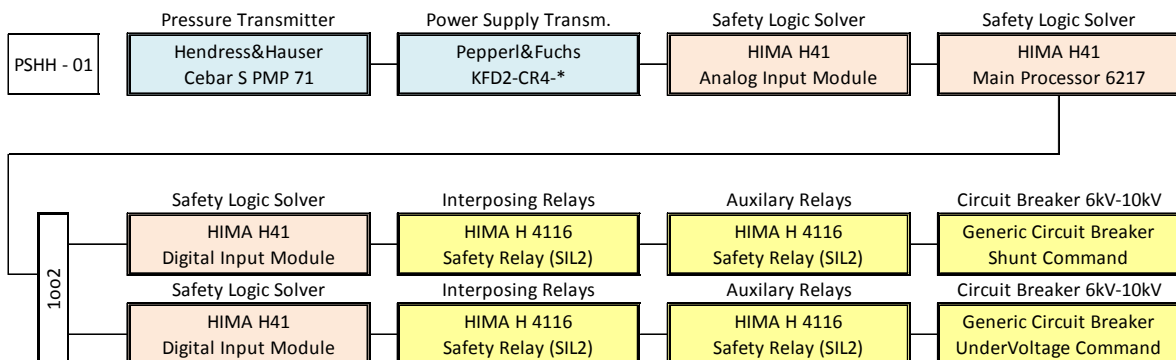 Pressure Transmitter
Power Supply Transm.
Safety Logic Solver
Safety Logic Solver
PSHH - 01
Hendress&Hauser
Cebar S PMP 71
Pepperl&Fuchs
KFD2-CR4-*
HIMA H41
Analog Input Module
HIMA H41
Main Processor 6217
1oo2
Safety Logic Solver
Interposing Relays
Auxilary Relays
Circuit Breaker 6kV-10kV
HIMA H41
Digital Input Module
HIMA H 4116
Safety Relay (SIL2)
HIMA H 4116
Safety Relay (SIL2)
Generic Circuit Breaker
Shunt Command
Safety Logic Solver
Interposing Relays
Auxilary Relays
Circuit Breaker 6kV-10kV
HIMA H41
Digital Input Module
HIMA H 4116
Safety Relay (SIL2)
HIMA H 4116
Safety Relay (SIL2)
Generic Circuit Breaker
UnderVoltage Command